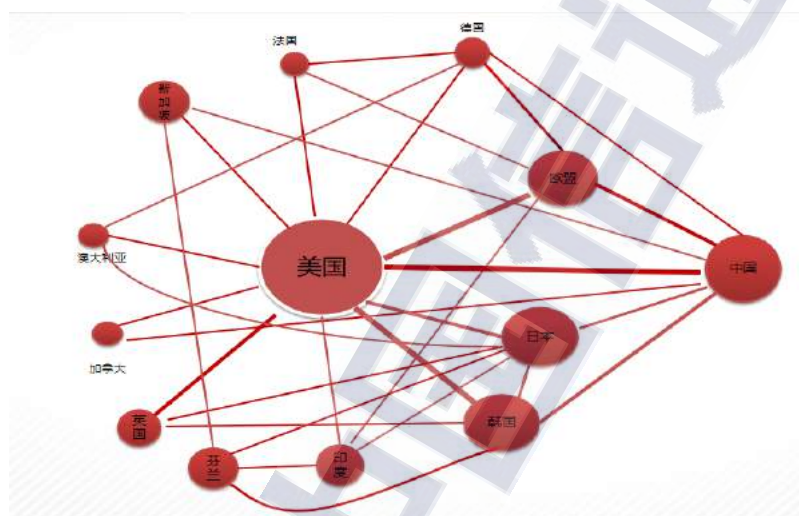 法国
德国
新
加
坡
欧盟
澳大利亚
美国
中国
加拿大
日本
英
国
韩国
芬
兰
印
度